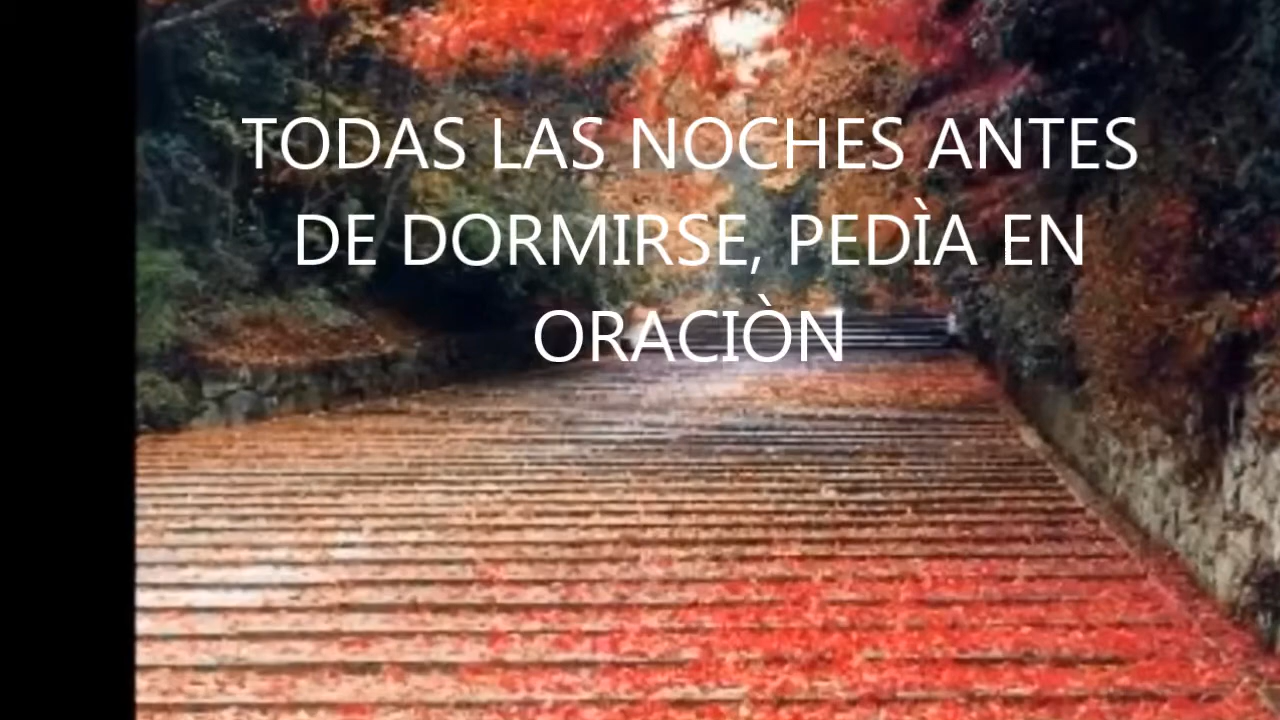 TODAS LAS NOCHES ANTES
DE DORMIRSE, PEDÌA EN
ORACIÒN